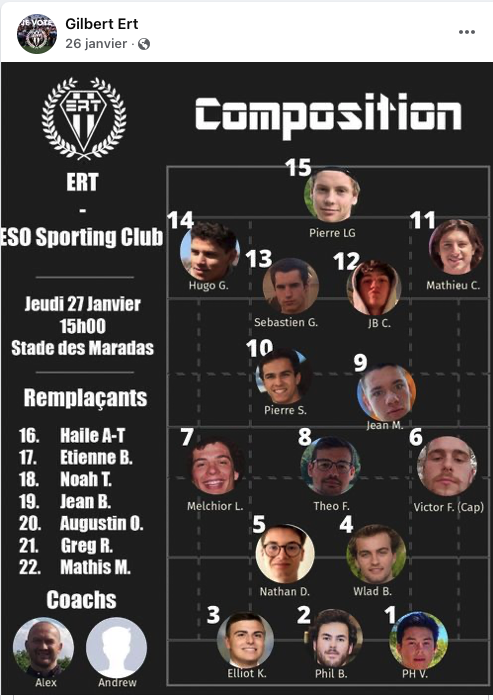 Gilbert Ert
26 janvier
ERT
Composition
ERT
-
ESO Sporting Club
Jeudi 27 Janvier
15h00
Stade des Maradas
Remplaçants
16. Haile A-T
17. Etienne B.
18. Noah T.
19. Jean B.
20. Augustin O.
21. Greg R.
22. Mathis M.
Coachs
Alex
Andrew
15
Pierre LG
14
11
Hugo G.
Mathieu C.
13
12
Sebastien G.
JB C.
10
9
Pierre S.
Jean M.
7
8
6
Melchior L.
Theo F.
Victor F. (Cap)
5
4
Nathan D.
Wlad B.
3
2
1
Elliot K.
Phil B.
PH V.